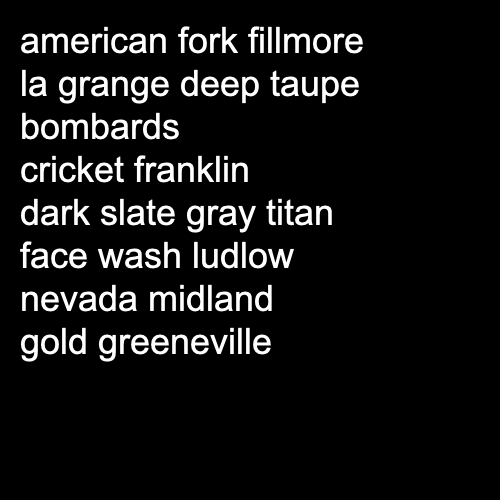 american fork fillmore
la grange deep taupe
bombards
cricket franklin
dark slate gray titan
face wash ludlow
nevada midland
gold greeneville